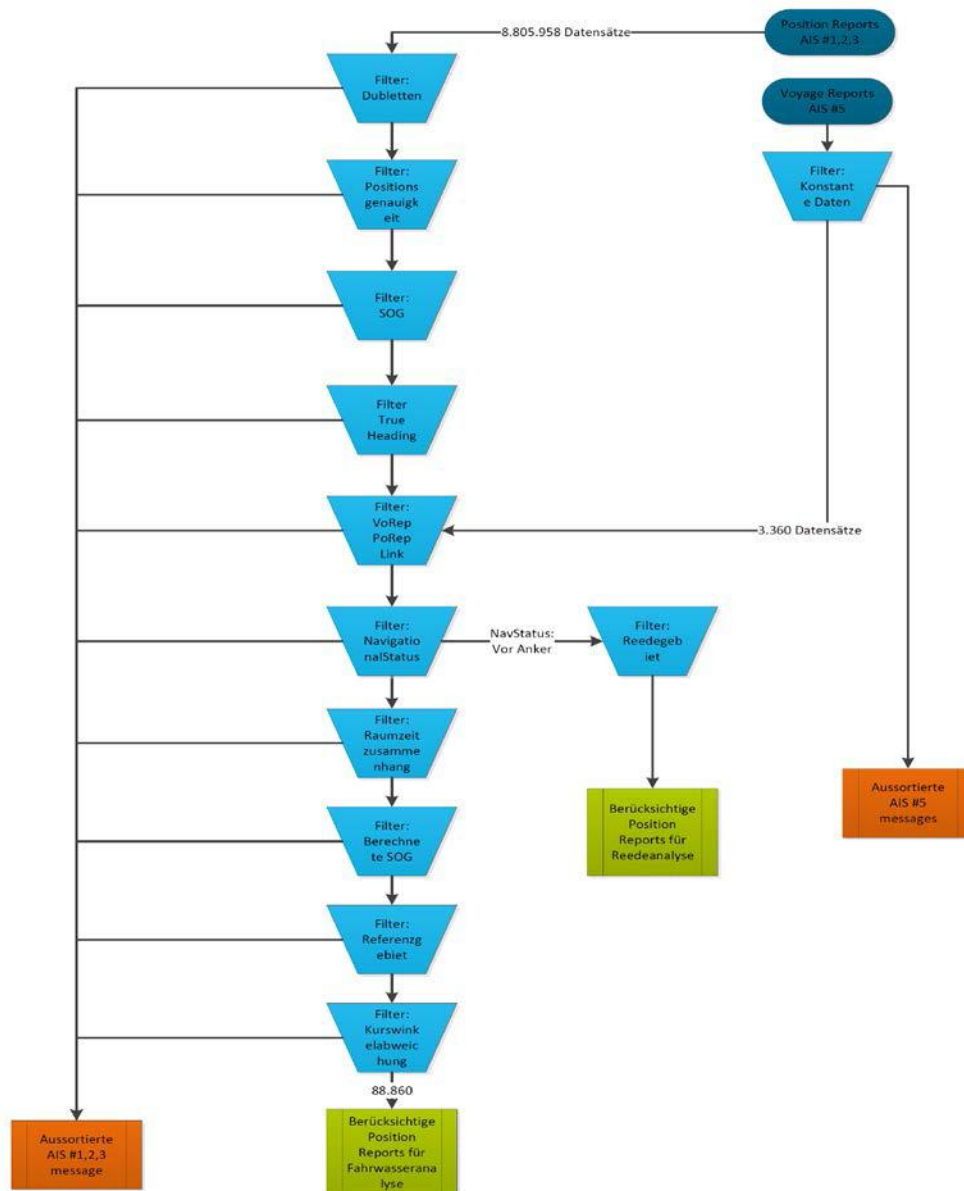 8.805.958 Datensätze
Position Reports
AIS #1,2,3
Filter:
Dubletten
Voyage Reports
AIS #5
Filter:
Positions
genauigk
eit
Filter:
Konstant
e Daten
Filter:
SOG
Filter
True
Heading
Filter:
VoRep
PoRep
Link
3.360 Datensätze
Filter:
Navigatio
nalStatus
NavStatus:
Vor Anker
Filter:
Reedegeb
iet
Filter:
Raumzeit
zusamme
nhang
Filter:
Berechne
te SOG
Berücksichtige
Position
Reports für
Reedeanalyse
Aussortierte
AIS #5
messages
Filter:
Referenzg
ebiet
Filter:
Kurswink
elabweic
hung
88.860
Aussortierte
AIS #1,2,3
message
Berücksichtige
Position
Reports für
Fahrwasserana
lyse